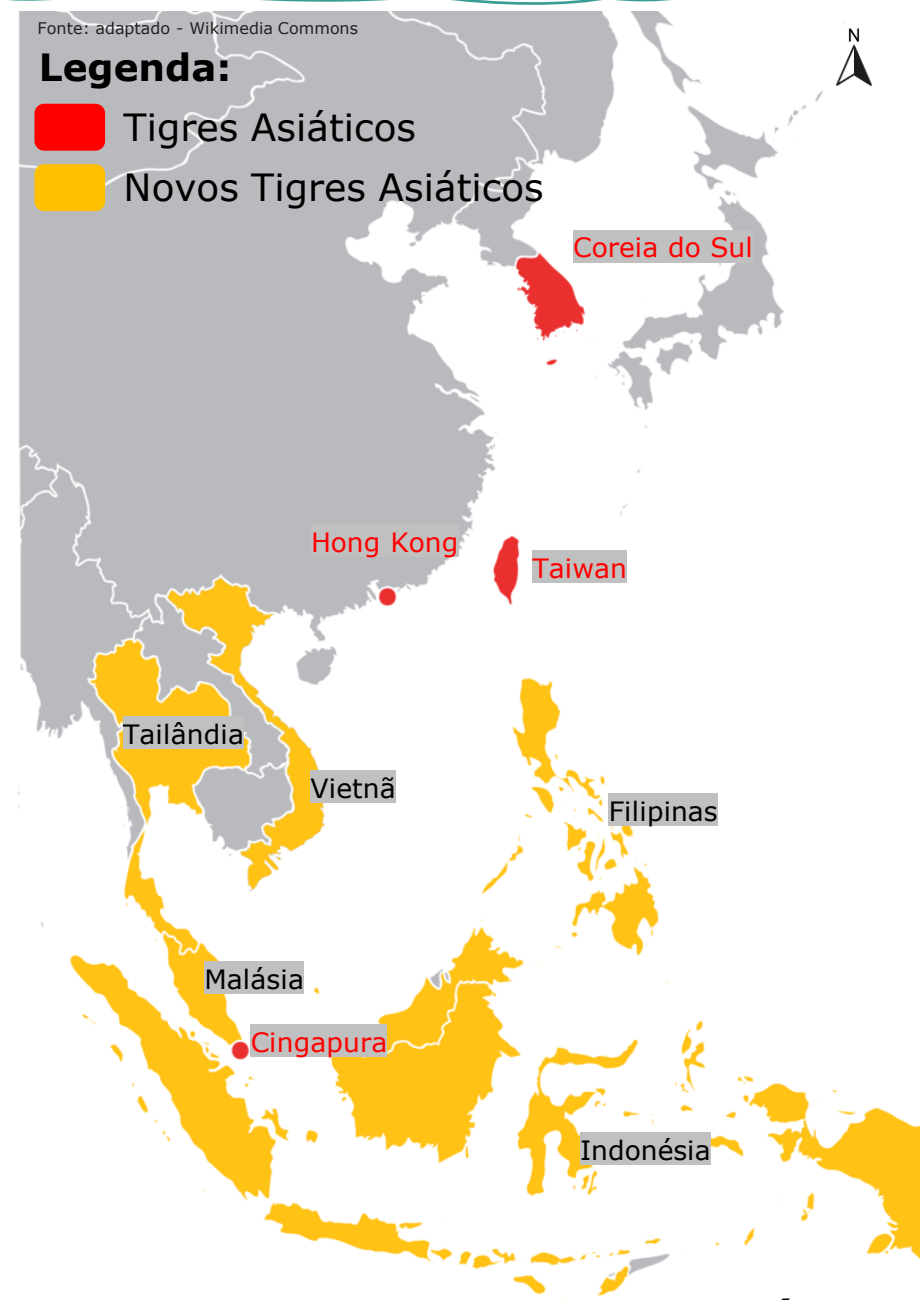 Fonte: adaptado - Wikimedia Commons
N
Legenda:
Tigres Asiáticos
Novos Tigres Asiáticos
Coreia do Sul
Hong Kong
Taiwan
Tailândia
Vietnã
Filipinas
Malásia
Cingapura
Indonésia